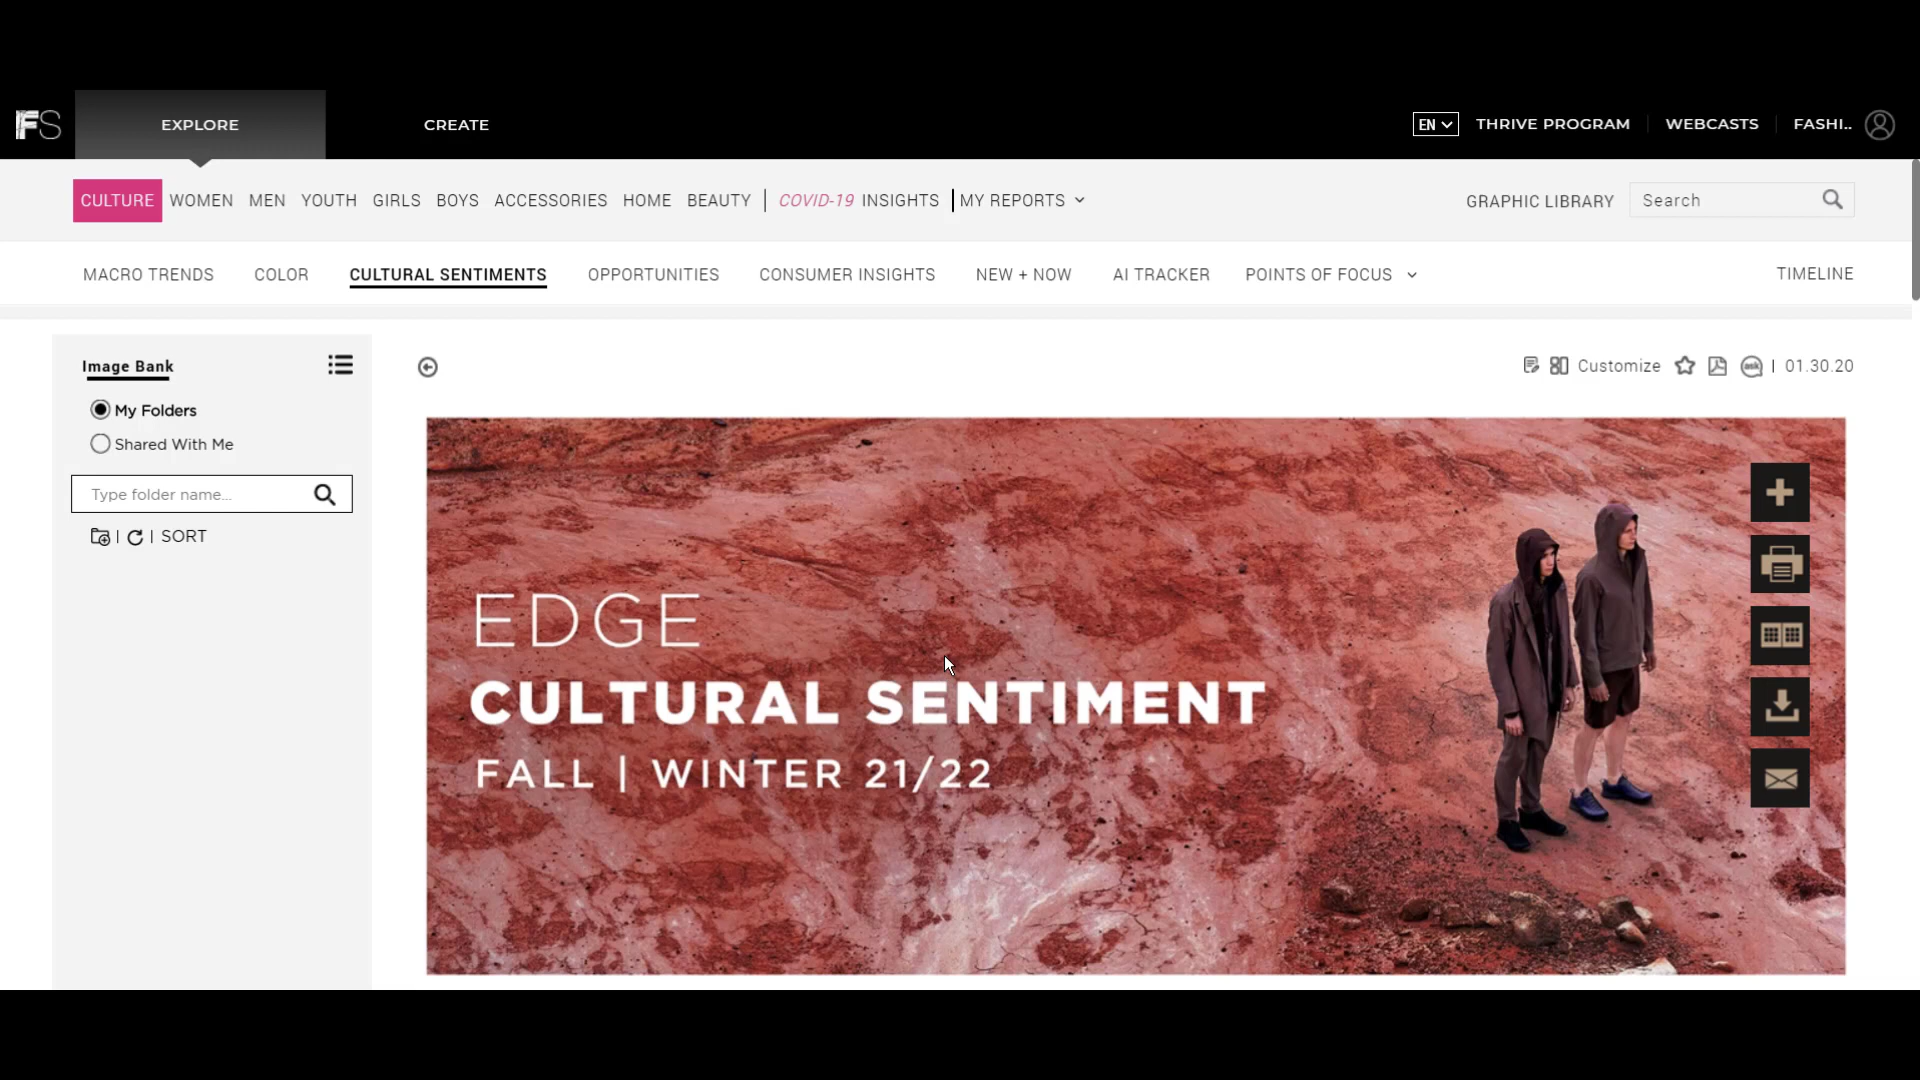 FS
EXPLORE
CREATE
EN
THRIVE PROGRAM
WEBCASTS
FASHI..
CULTURE
WOMEN
MEN
YOUTH
GIRLS
BOYS
ACCESSORIES
HOME
BEAUTY
COVID-19 INSIGHTS
MY REPORTS
GRAPHIC LIBRARY
Search
MACRO TRENDS
COLOR
CULTURAL SENTIMENTS
OPPORTUNITIES
CONSUMER INSIGHTS
NEW + NOW
AI TRACKER
POINTS OF FOCUS
TIMELINE
Image Bank
My Folders
Shared With Me
Type folder name...
| | SORT
Customize
ask
| 01.30.20
EDGE
CULTURAL SENTIMENT
FALL | WINTER 21/22